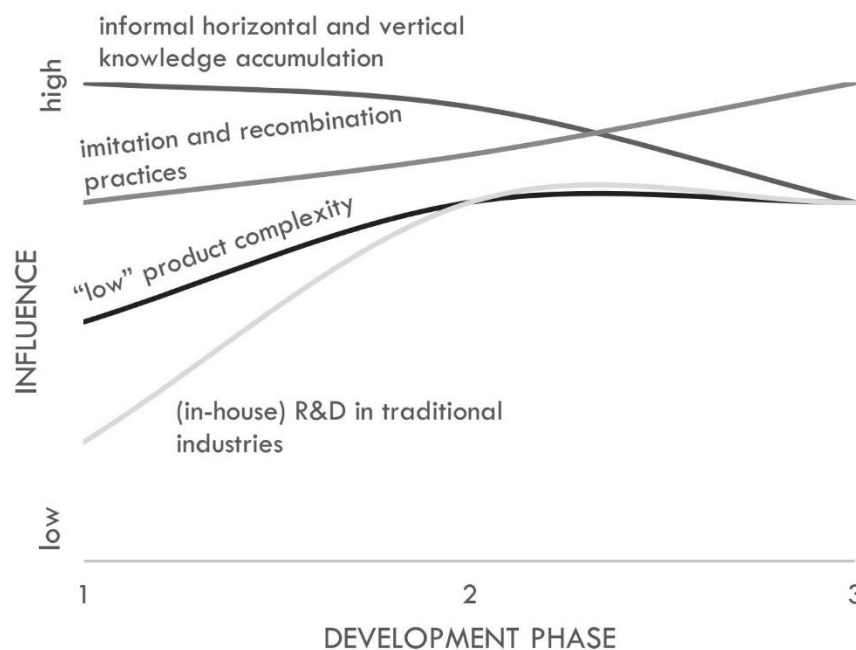 informal horizontal and vertical
knowledge accumulation
high
imitation and recombination
practices
“low” product complexity
INFLUENCE
(in-house) R&D in traditional
industries
low
1
2
3
DEVELOPMENT PHASE